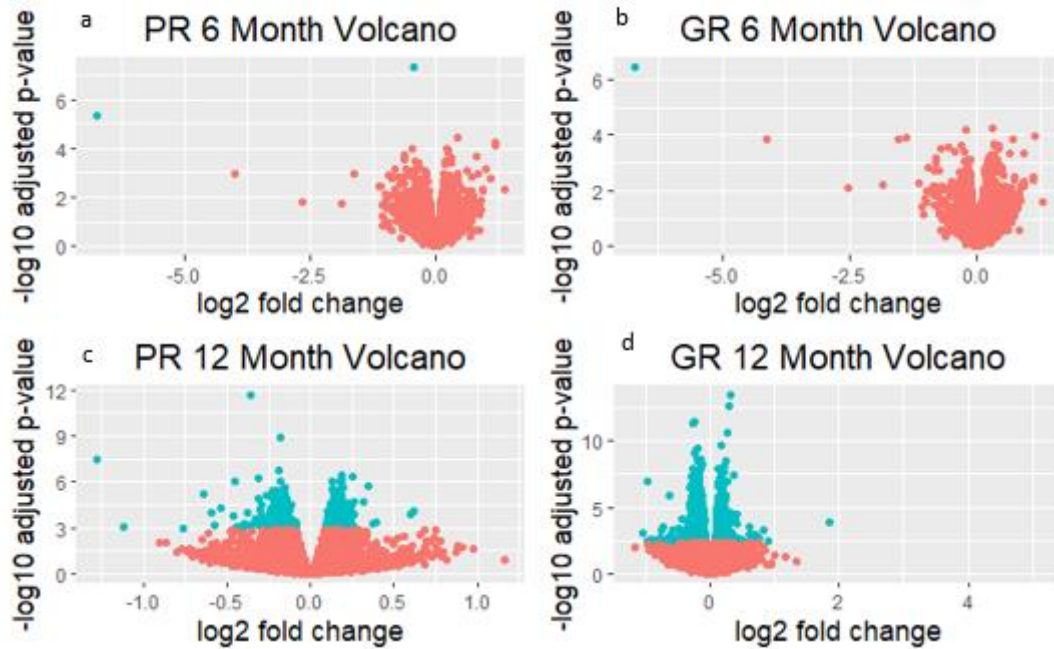 a
PR 6 Month Volcano
-log10 adjusted p-value
6
4
2
0
-5.0 -2.5 0.0
log2 fold change
b
GR 6 Month Volcano
-log10 adjusted p-value
6
4
2
0
-5.0 -2.5 0.0
log2 fold change
c
PR 12 Month Volcano
-log10 adjusted p-value
12
9
6
3
0
-1.0 -0.5 0.0 0.5 1.0
log2 fold change
d
GR 12 Month Volcano
-log10 adjusted p-value
10
5
0
0 2 4
log2 fold change